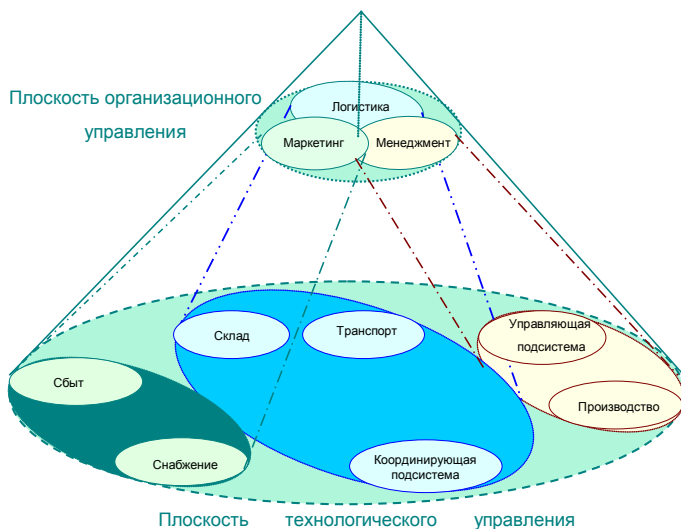 Плоскость организационного
управления
Логистика
Маркетинг
Менеджмент
Склад
Транспорт
Управляющая
подсистема
Сбыт
Производство
Снабжение
Координирующая
подсистема
Плоскость технологического управления